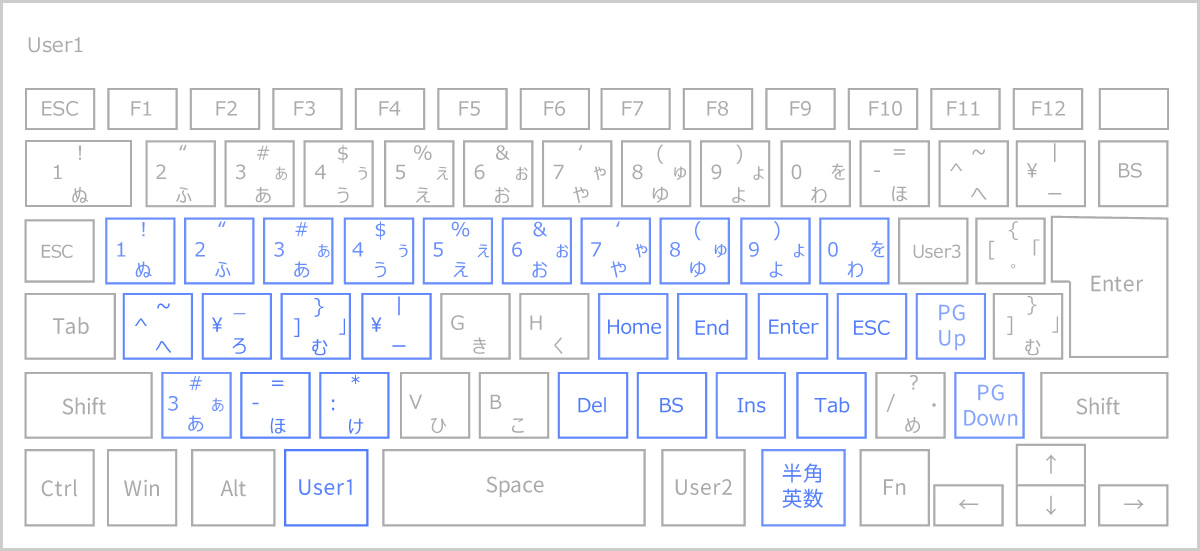 User1
ESC F1 F2 F3 F4 F5 F6 F7 F8 F9 F10 F11 F12
! “ # $ % & ‘ ( ) = ~ |
1 2 3 ぁ 4 ぅ 5 ぇ 6 ぉ 7 ゃ 8 ゅ 9 ょ 0 を - ^ ¥ BS
ぬ ふ あ う え お や ゆ よ わ ほ へ ー
! “ # $ % & ‘ ( ) {
ESC 1 2 3 ぁ 4 ぅ 5 ぇ 6 ぉ 7 ゃ 8 ゅ 9 ょ 0 を User3 [ 「
ぬ ふ あ う え お や ゆ よ わ ゜
Enter
~ _ } | PG }
Tab ^ ¥ ] 」 ¥ G H Home End Enter ESC Up ] 」
へ ろ む ー き く む
# = * ? PG
Shift 3 ぁ - : V B Del BS Ins Tab / ・ Down Shift
あ ほ け ひ こ め
↑
半角
Ctrl Win Alt User1 Space User2 英数 Fn
← ↓ →